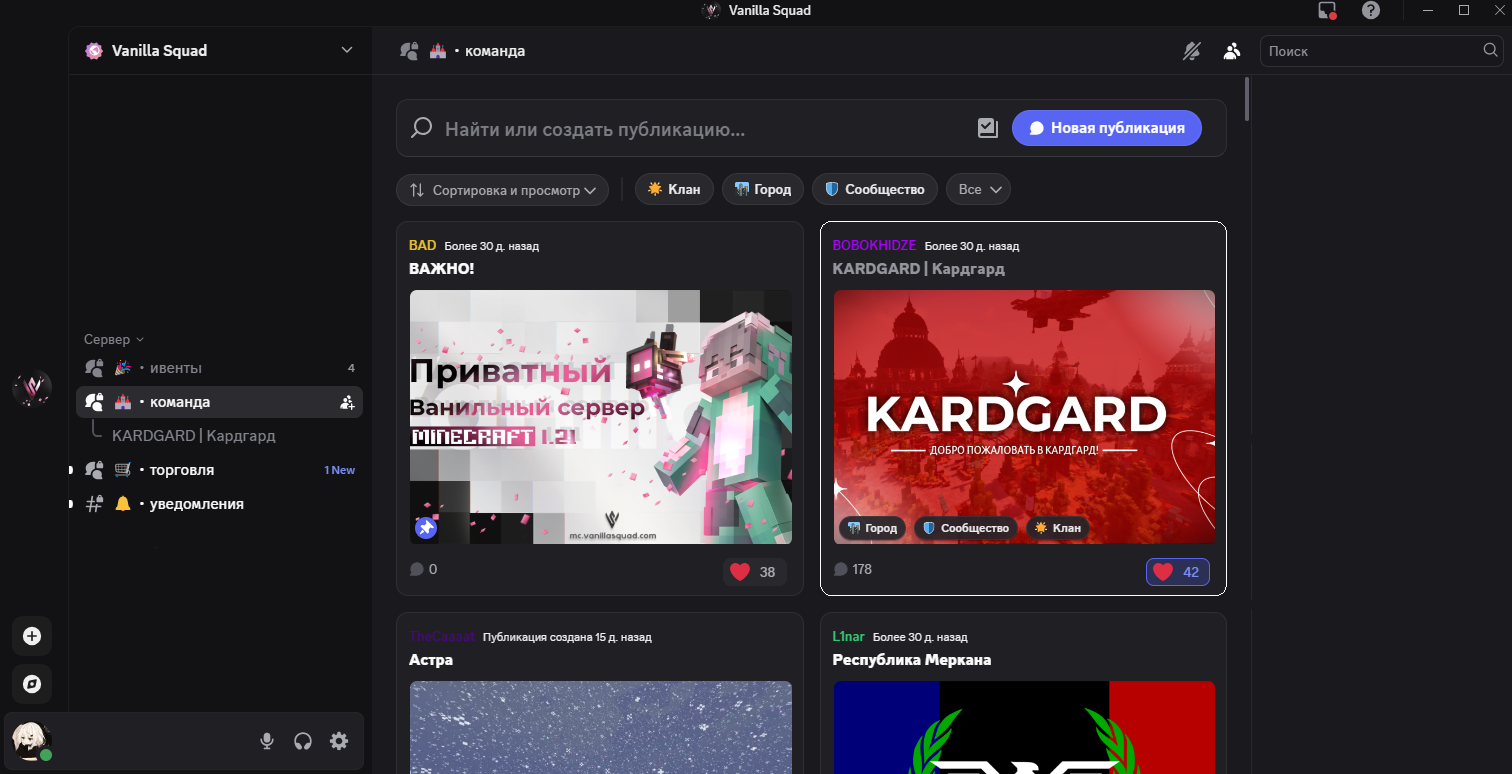 Vanilla Squad
Vanilla Squad
• команда
Поиск
Найти или создать публикацию...
Новая публикация
Сортировка и просмотр
Клан
Город
Сообщество
Все
Сервер
• ивенты
4
• команда
KARDGARD | Кардгард
• торговля
1 New
• уведомления
BAD Более 30 д. назад
ВАЖНО!
Приватный
Ванильный сервер
MINECRAFT 1.21
mc.vanillasquad.com
0
38
BOBOKHIDZE Более 30 д. назад
KARDGARD | Кардгард
KARDGARD
ДОБРО ПОЖАЛОВАТЬ В КАРДГАРД!
Город
Сообщество
Клан
178
42
Публикация создана 15 д. назад
Астра
L1nar Более 30 д. назад
Республика Меркана